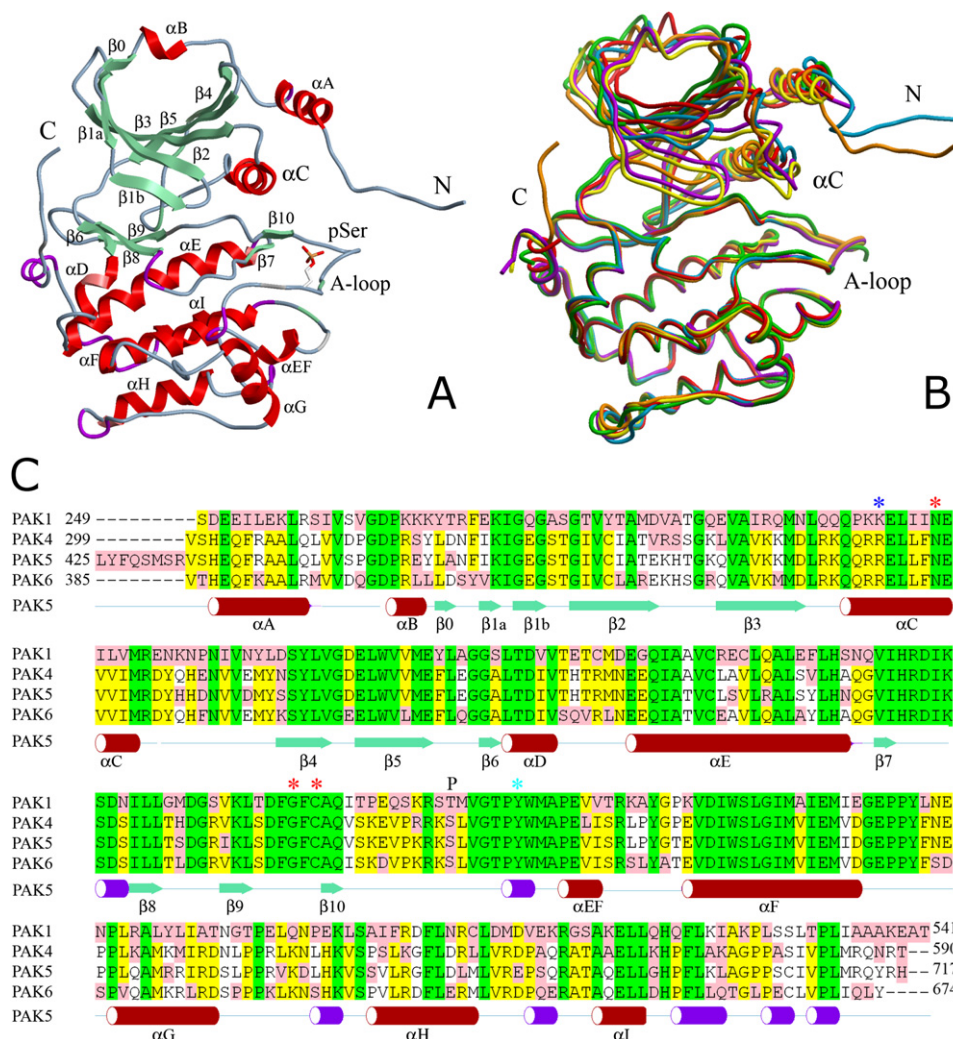 αB
β0
αA
β4
C
β3
β5
N
β1a
β2
αC
β1b
β10
β6
β9
αE
pSer
β8
β7
αD
αI
A-loop
αF
αEF
αH
αG
A
N
αC
C
A-loop
B
C
* *
PAK1 249 ----------SDEEILEKLRSIVSVGDPKKKYTRFEKIGQGASGTVYTAMDVATGQEVAIRQMNLQQQPKKELIINE
PAK4 299 ---------VSHEQFRAALQLVVDPGDPRSYLDNFIKIGEGSTGIVCIATVRSSGKLVAVKKMDLRKQQRRELLFNE
PAK5 425 LYFQSMSRVSHEQFRAALQLVVSPGDPREYLANFIKIGEGSTGIVCIATEKHTGKQVAVKKMDLRKQQRRELLFNE
PAK6 385 ---------VTHEQFKAALRMVVDQGDPRLLLDSYVKIGEGSTGIVCLAREKHSGRQVAVKMMDLRKQQRRELLFNE
PAK5
αA αB β0 β1a β1b β2 β3 αC
PAK1 ILVMRENKNPNIVNYLDSYLVGDELWVVMEYLAGGSLTDVVTETCMDEGQIAAVCRECLQALEFLHSNQVIHRDIK
PAK4 VVIMRDYQHENVVEMYNSYLVGDELWVVMEFLEGGALTDIVTHTRMNEEQIAAVCLAVLQALSVLHAQGVIHRDIK
PAK5 VVIMRDYHHDNVVDMYSSYLVGDELWVVMEFLEGGALTDIVTHTRMNEEQIATVCLSVLRALSYLHNQGVIHRDIK
PAK6 VVIMRDYQHFNVVEMYKSYLVGEELWVLMEFLQGGALTDIVSQVRLNEEQIATVCEAVLQALAYLHAQGVIHRDIK
PAK5
αC β4 β5 β6 αD αE β7
* * P *
PAK1 SDNILLGMDGSVKLTDFGFCAQITPEQSKRSTMVGTPYWMAPEVVTRKAYGPKVDIWSLGIMAIEMIEGEPPYLNE
PAK4 SDSILLTHDGRVKLSDFGFCAQVSKEVPRRKSLVGTPYWMAPELISRLPYGPEVDIWSLGIMVIEMVDGEPPYFNE
PAK5 SDSILLTSDGRIKLSDFGFCAQVSKEVPKRKSLVGTPYWMAPEVISRLPYGTEVDIWSLGIMVIEMIDGEPPYFNE
PAK6 SDSILLTLDGRVKLSDFGFCAQISKDVPKRKSLVGTPYWMAPEVISRSLYATEVDIWSLGIMVIEMVDGEPPYFSD
PAK5
β8 β9 β10 αEF αF
PAK1 NPLRALYLIATNGTPELQNPEKLSAIFRDFLNRCLDMDVEKRGSAKELLQHQFLKIAKPLSSLTPLIAAAKEAT 541
PAK4 PPLKAMKMIRDNLPPRLKNLHKVSPSLKGFLDRLLVRDPAQRATAAELLKHPFLAKAGPPASIVPLMRQNRT-- 590
PAK5 PPLQAMRRIRDSLPPRVKDLHKVSSVLRGFLDLMLVREPSQRATAQELLGHPFLKLAGPPSCIVPLMRQYRH-- 717
PAK6 SPVQAMKRLRDSPPPKLKNSHKVSPVLRDFLERMLVRDPQERATAQELLDHPFLLQTGLPECLVPLIQLY---- 674
PAK5
αG αH αI